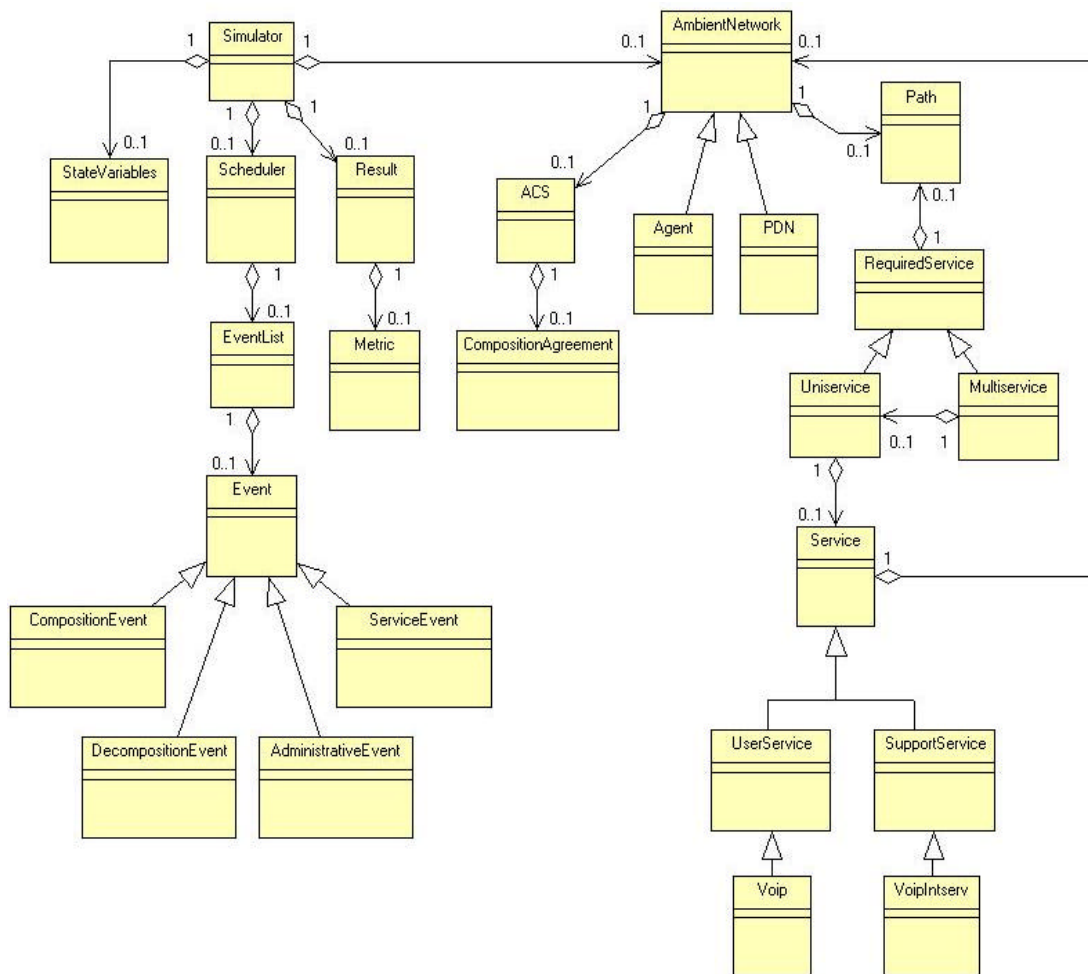 Simulator
AmbientNetwork
1
1
0..1
0..1
1
1
1
1
Path
0..1
0..1
0..1
0..1
0..1
StateVariables
Scheduler
Result
ACS
0..1
Agent
PDN
1
RequiredService
1
1
1
0..1
0..1
0..1
EventList
Metric
CompositionAgreement
Uniservice
Multiservice
1
0..1
1
0..1
1
Event
0..1
Service
1
CompositionEvent
ServiceEvent
DecompositionEvent
AdministrativeEvent
UserService
SupportService
Voip
VoipIntserv